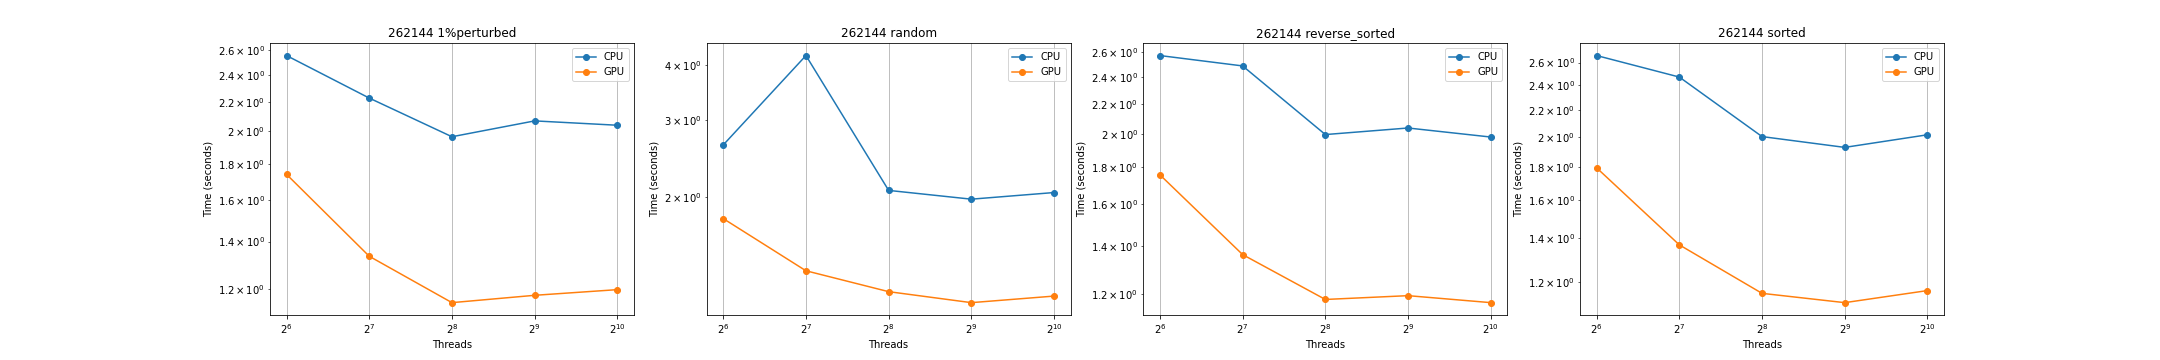 262144 1%perturbed
Time (seconds)
2.6 × 10⁰
2.4 × 10⁰
2.2 × 10⁰
2 × 10⁰
1.8 × 10⁰
1.6 × 10⁰
1.4 × 10⁰
1.2 × 10⁰
CPU
GPU
2⁶ 2⁷ 2⁸ 2⁹ 2¹⁰
Threads
262144 random
Time (seconds)
4 × 10⁰
3 × 10⁰
2 × 10⁰
CPU
GPU
2⁶ 2⁷ 2⁸ 2⁹ 2¹⁰
Threads
262144 reverse_sorted
Time (seconds)
2.6 × 10⁰
2.4 × 10⁰
2.2 × 10⁰
2 × 10⁰
1.8 × 10⁰
1.6 × 10⁰
1.4 × 10⁰
1.2 × 10⁰
CPU
GPU
2⁶ 2⁷ 2⁸ 2⁹ 2¹⁰
Threads
262144 sorted
Time (seconds)
2.6 × 10⁰
2.4 × 10⁰
2.2 × 10⁰
2 × 10⁰
1.8 × 10⁰
1.6 × 10⁰
1.4 × 10⁰
1.2 × 10⁰
CPU
GPU
2⁶ 2⁷ 2⁸ 2⁹ 2¹⁰
Threads